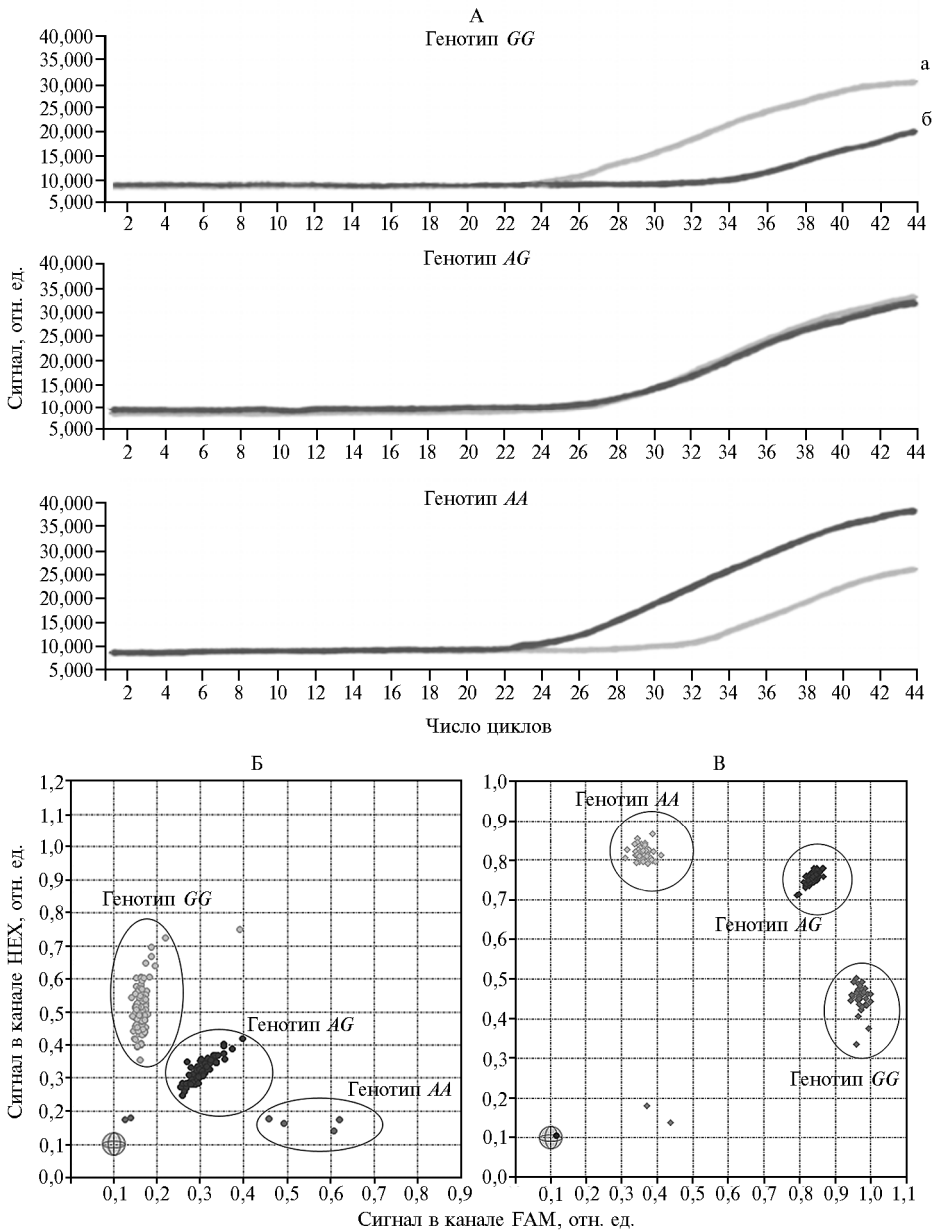 А
Генотип GG
40,000
35,000
30,000
25,000
20,000
15,000
10,000
5,000
а
б
2 4 6 8 10 12 14 16 18 20 22 24 26 28 30 32 34 36 38 40 42 44
Генотип AG
40,000
35,000
30,000
25,000
20,000
15,000
10,000
5,000
2 4 6 8 10 12 14 16 18 20 22 24 26 28 30 32 34 36 38 40 42 44
Сигнал, отн. ед.
Генотип AA
40,000
35,000
30,000
25,000
20,000
15,000
10,000
5,000
2 4 6 8 10 12 14 16 18 20 22 24 26 28 30 32 34 36 38 40 42 44
Число циклов
Б
1,2
1,1
1,0
0,9
0,8
0,7
0,6
0,5
0,4
0,3
0,2
0,1
0,0
Генотип GG
Генотип AG
Генотип AA
0,1 0,2 0,3 0,4 0,5 0,6 0,7 0,8 0,9
Сигнал в канале HEX, отн. ед.
В
1,0
0,9
0,8
0,7
0,6
0,5
0,4
0,3
0,2
0,1
0,0
Генотип AA
Генотип AG
Генотип GG
0,1 0,2 0,3 0,4 0,5 0,6 0,7 0,8 0,9 1,0 1,1
Сигнал в канале FAM, отн. ед.